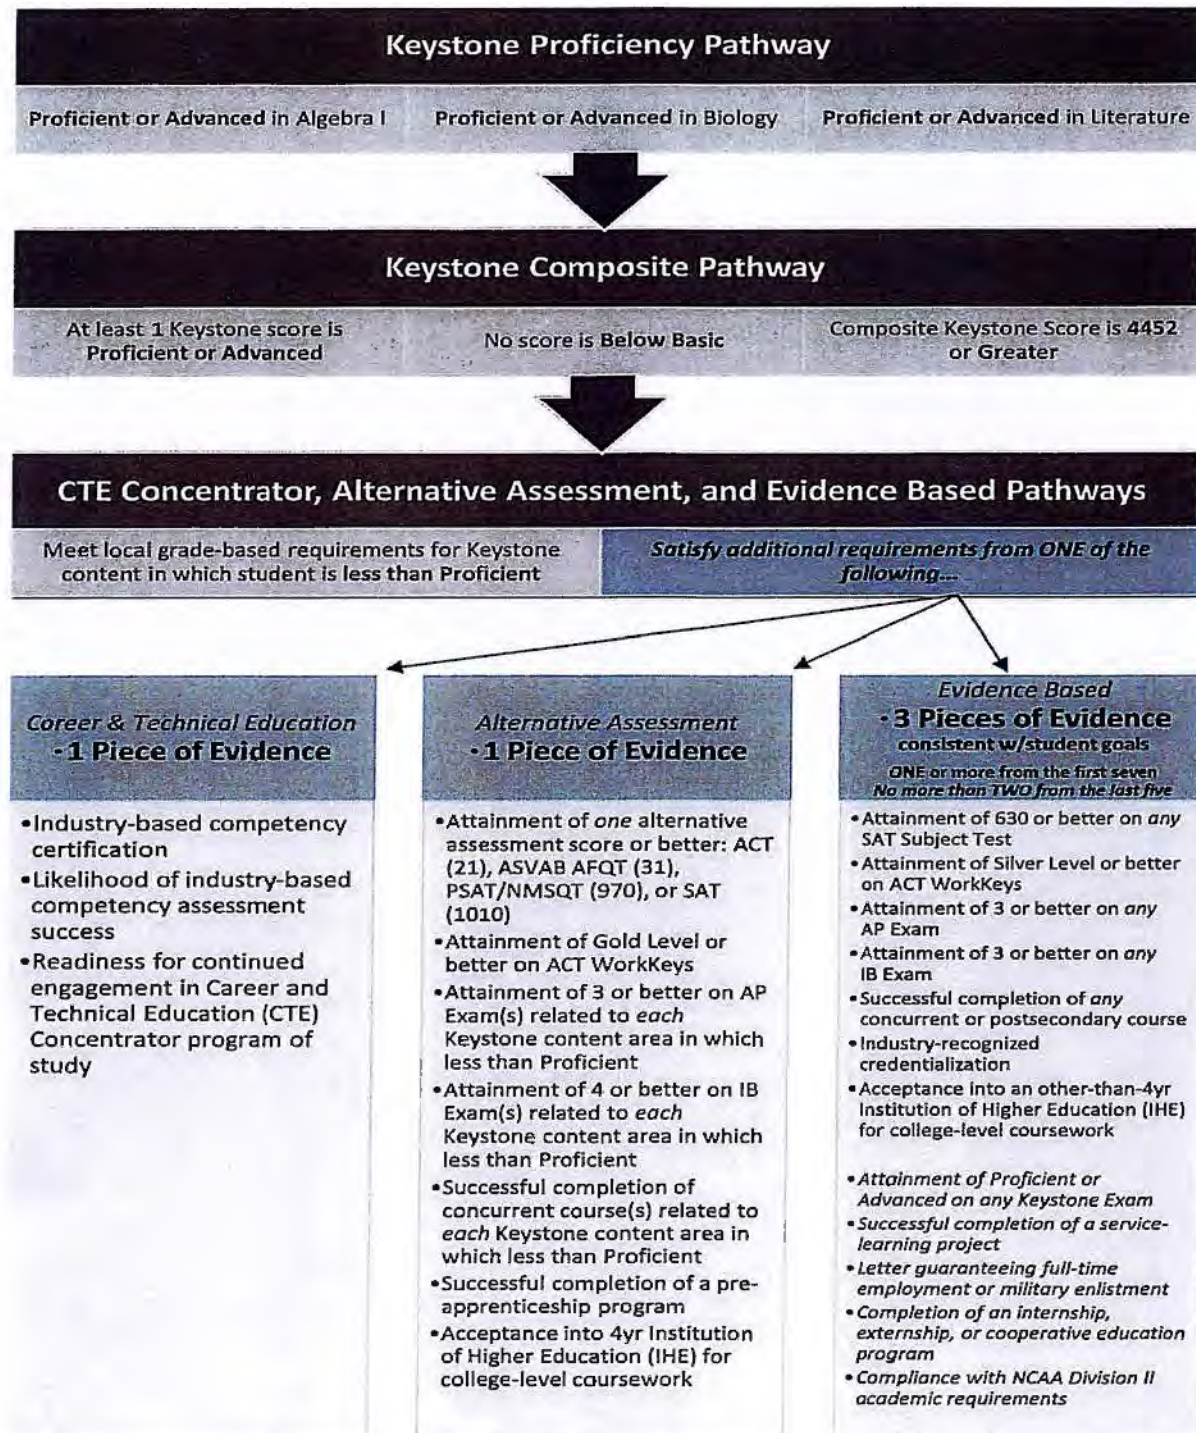 Keystone Proficiency Pathway
Proficient or Advanced in Algebra I
Proficient or Advanced in Biology
Proficient or Advanced in Literature
Keystone Composite Pathway
At least 1 Keystone score is
Proficient or Advanced
No score is Below Basic
Composite Keystone Score is 4452
or Greater
CTE Concentrator, Alternative Assessment, and Evidence Based Pathways
Meet local grade-based requirements for Keystone
content in which student is less than Proficient
Satisfy additional requirements from ONE of the
following...
Career & Technical Education
·1 Piece of Evidence
•Industry-based competency
certification
•Likelihood of industry-based
competency assessment
success
•Readiness for continued
engagement in Career and
Technical Education (CTE)
Concentrator program of
study
Alternative Assessment
·1 Piece of Evidence
•Attainment of one alternative
assessment score or better: ACT
(21), ASVAB AFQT (31),
PSAT/NMSQT (970), or SAT
(1010)
•Attainment of Gold Level or
better on ACT WorkKeys
•Attainment of 3 or better on AP
Exam(s) related to each
Keystone content area in which
less than Proficient
•Attainment of 4 or better on IB
Exam(s) related to each
Keystone content area in which
less than Proficient
•Successful completion of
concurrent course(s) related to
each Keystone content area in
which less than Proficient
•Successful completion of a pre-
apprenticeship program
•Acceptance into 4yr Institution
of Higher Education (IHE) for
college-level coursework
Evidence Based
·3 Pieces of Evidence
consistent w/student goals
ONE or more from the first seven
No more than TWO from the last five
•Attainment of 630 or better on any
SAT Subject Test
•Attainment of Silver Level or better
on ACT WorkKeys
•Attainment of 3 or better on any
AP Exam
•Attainment of 3 or better on any
IB Exam
•Successful completion of any
concurrent or postsecondary course
•Industry-recognized
credentialization
•Acceptance into an other-than-4yr
Institution of Higher Education (IHE)
for college-level coursework
•Attainment of Proficient or
Advanced on any Keystone Exam
•Successful completion of a service-
learning project
•Letter guaranteeing full-time
employment or military enlistment
•Completion of an internship,
externship, or cooperative education
program
•Compliance with NCAA Division II
academic requirements